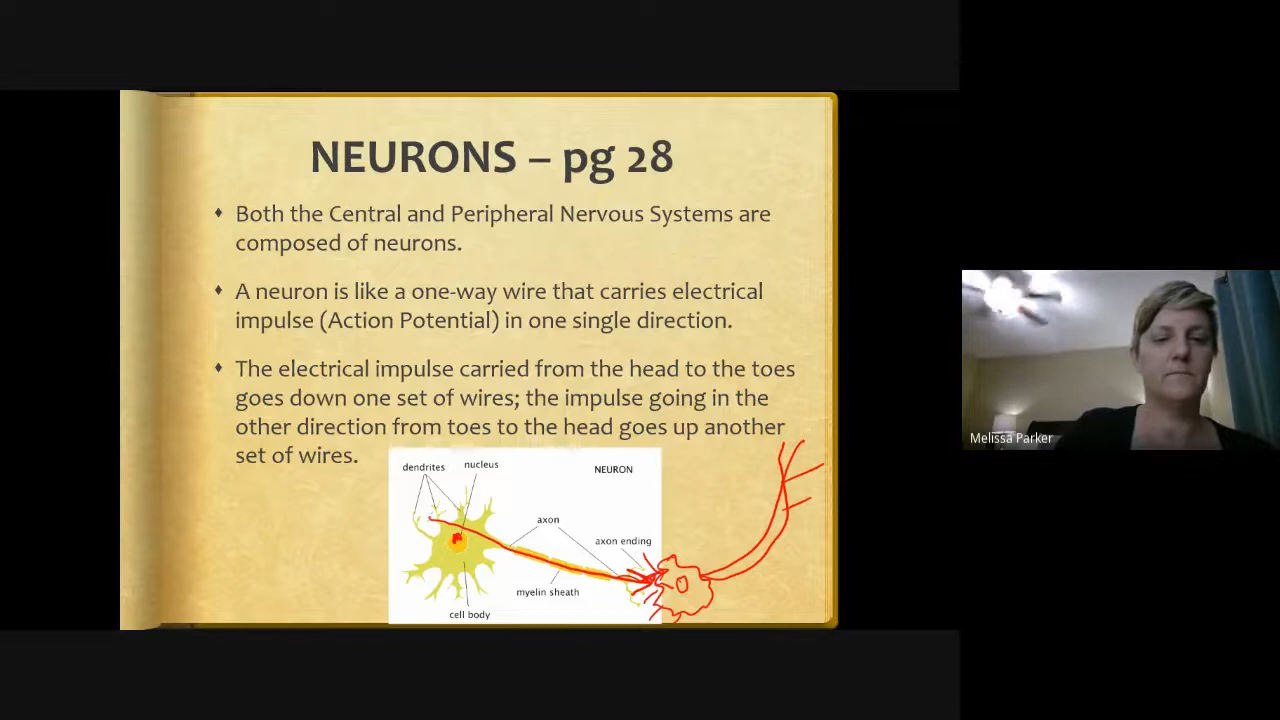 NEURONS – pg 28
Both the Central and Peripheral Nervous Systems are
composed of neurons.
A neuron is like a one-way wire that carries electrical
impulse (Action Potential) in one single direction.
The electrical impulse carried from the head to the toes
goes down one set of wires; the impulse going in the
other direction from toes to the head goes up another
set of wires.
dendrites
nucleus
NEURON
axon
axon ending
myelin sheath
cell body
Melissa Parker